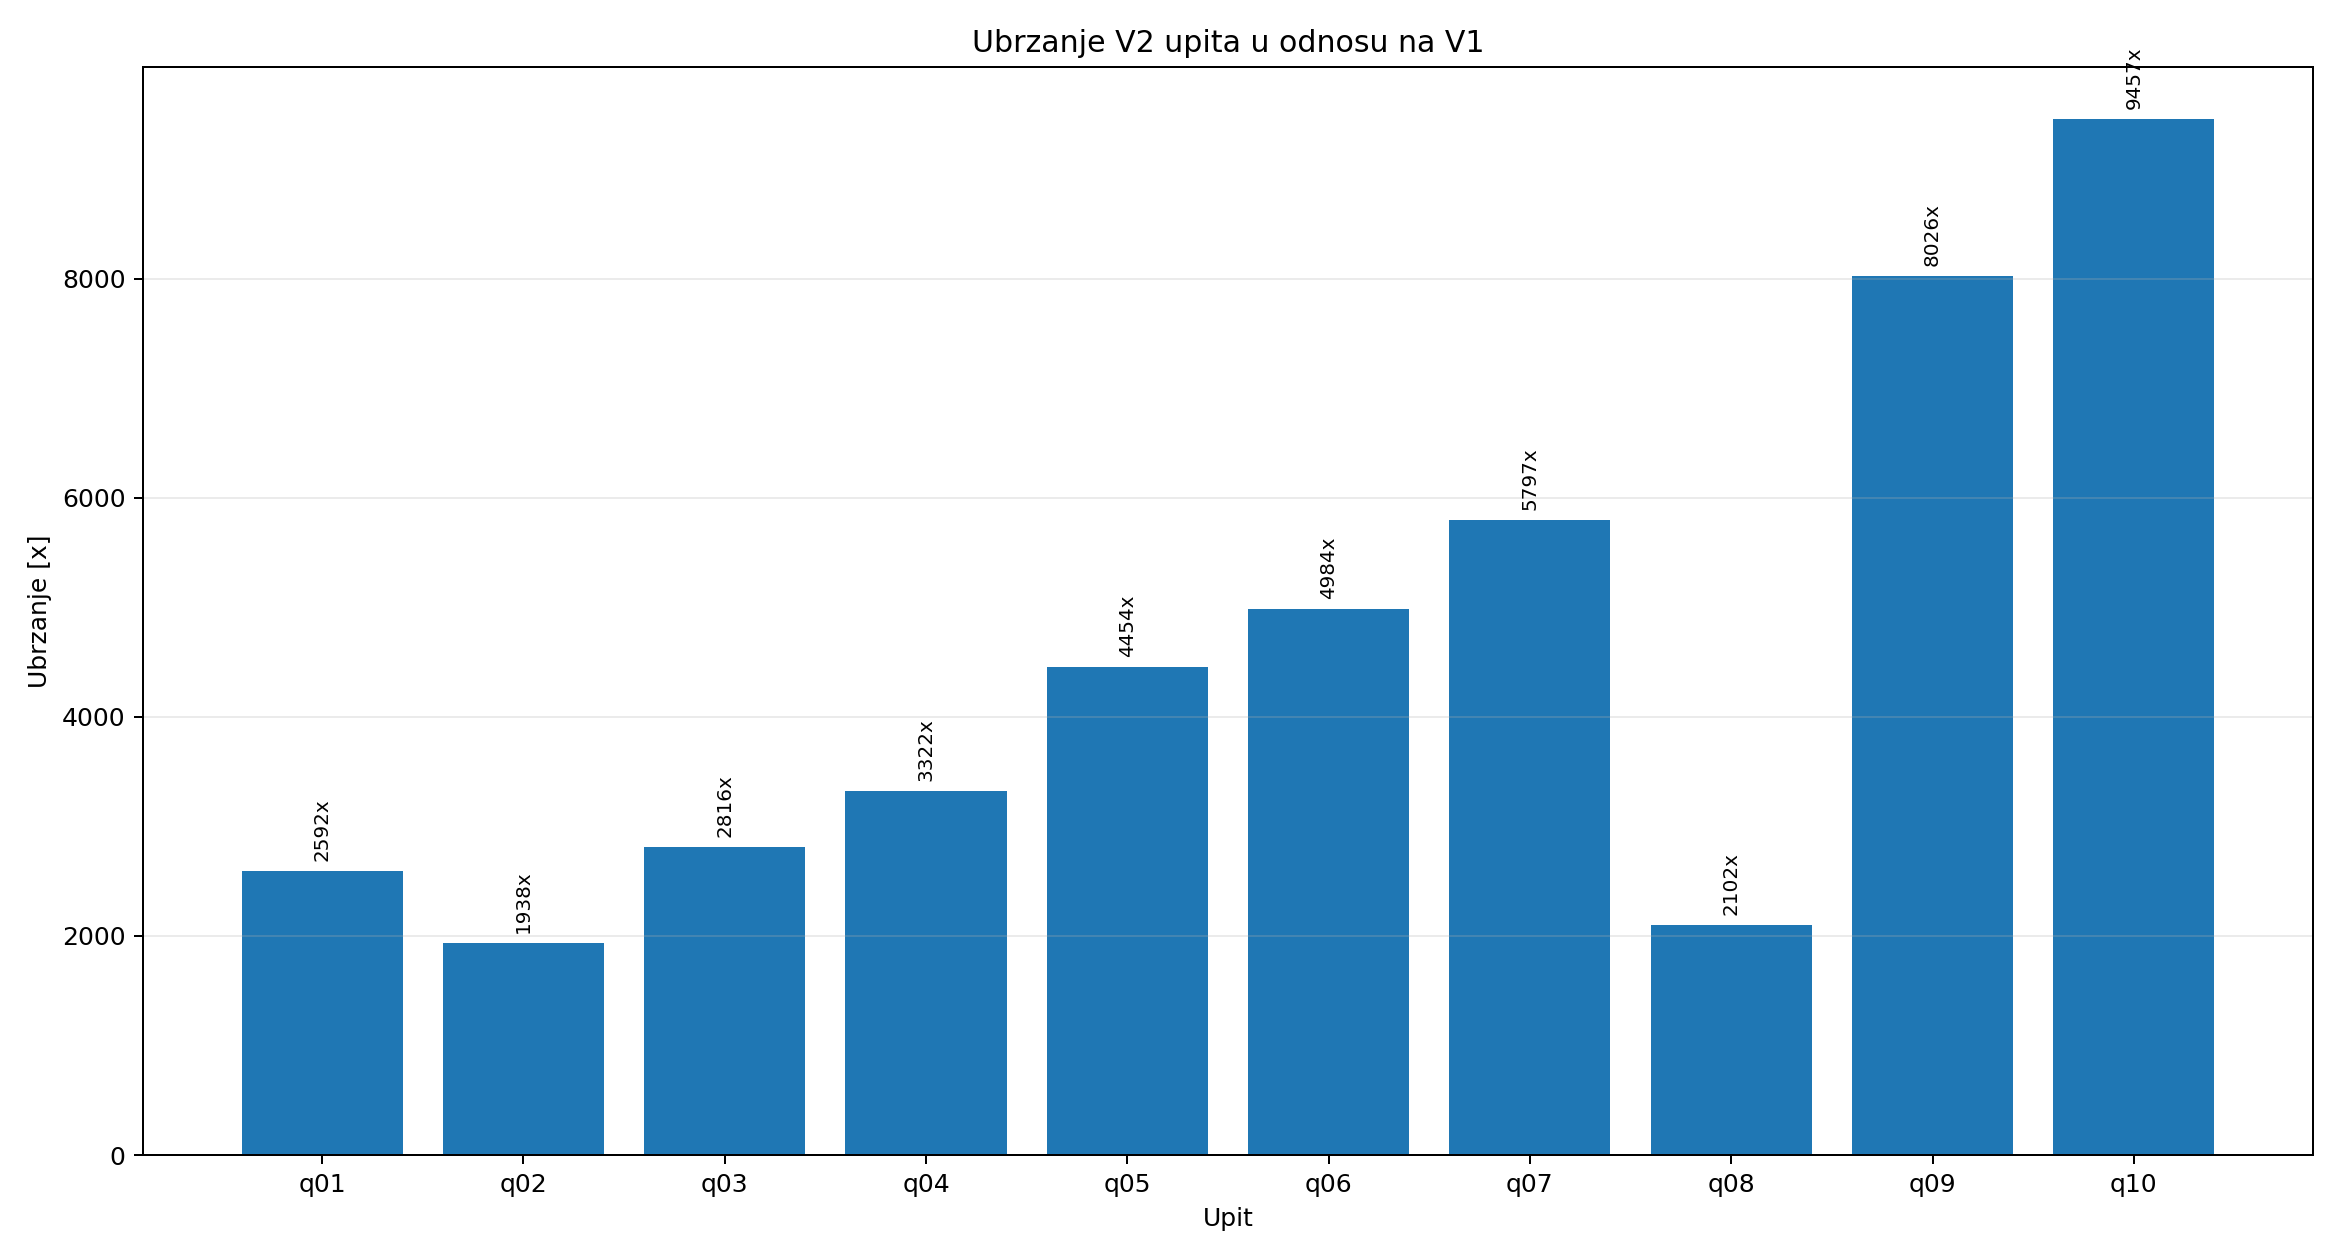 Ubrzanje V2 upita u odnosu na V1
Ubrzanje [x]
8000
6000
4000
2000
0
2592x
1938x
2816x
3322x
4454x
4984x
5797x
2102x
8026x
9457x
q01
q02
q03
q04
q05
q06
q07
q08
q09
q10
Upit